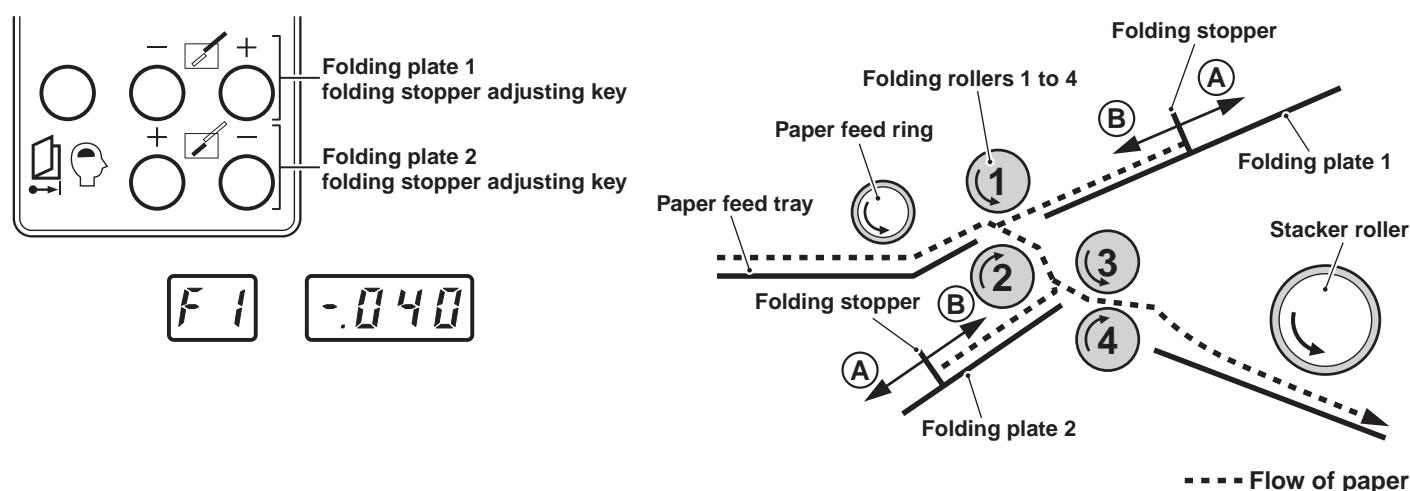 − +
Folding plate 1
folding stopper adjusting key
+ −
Folding plate 2
folding stopper adjusting key
F1 -.040
Folding stopper
Folding rollers 1 to 4
A
B
Paper feed ring
Folding plate 1
1
Paper feed tray
Stacker roller
2
3
Folding stopper
B
4
A
Folding plate 2
Flow of paper